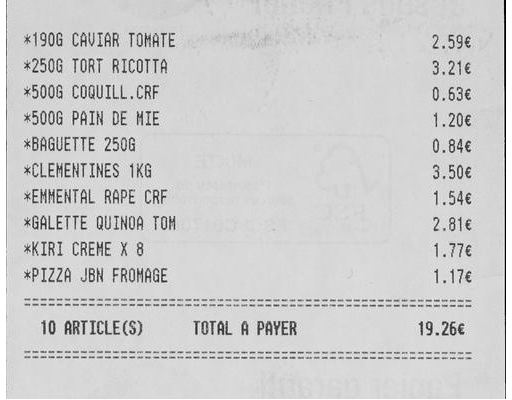 *190G CAVIAR TOMATE 2.59€
*250G TORT RICOTTA 3.21€
*500G COQUILL.CRF 0.63€
*500G PAIN DE MIE 1.20€
*BAGUETTE 250G 0.84€
*CLEMENTINES 1KG 3.50€
*EMMENTAL RAPE CRF 1.54€
*GALETTE QUINOA TOM 2.81€
*KIRI CREME X 8 1.77€
*PIZZA JBN FROMAGE 1.17€
10 ARTICLE(S) TOTAL A PAYER 19.26€